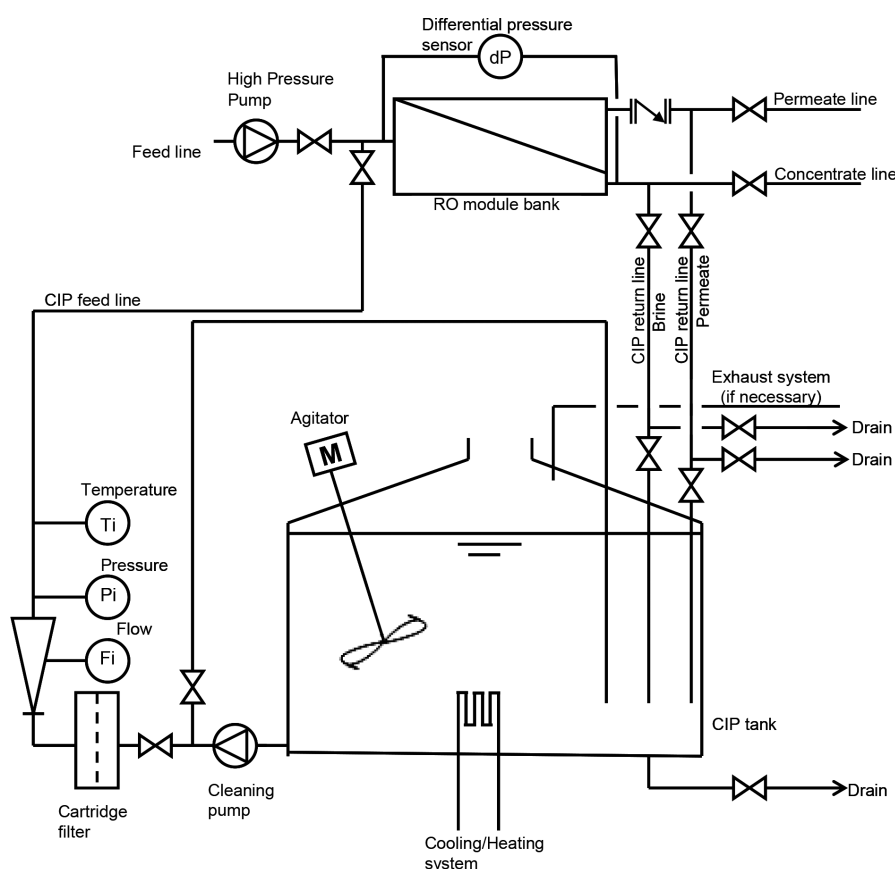 Differential pressure
sensor
dP
High Pressure
Pump
Feed line
Permeate line
Concentrate line
RO module bank
CIP feed line
CIP return line
Brine
CIP return line
Permeate
Exhaust system
(if necessary)
Agitator
M
Drain
Drain
Temperature
Ti
Pressure
Pi
Flow
Fi
CIP tank
Cleaning
pump
Cartridge
filter
Drain
Cooling/Heating
system